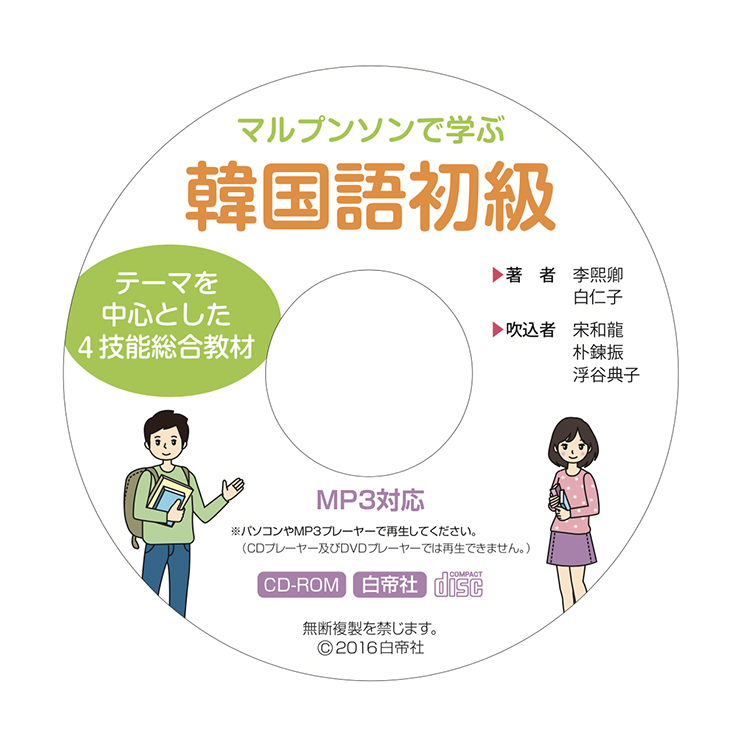 マルプンソンで学ぶ
韓国語初級
テーマを
中心とした
4技能総合教材
▶著 者 李熙卿
白仁子
▶吹込者 宋和龍
朴鍊振
浮谷典子
MP3対応
※パソコンやMP3プレーヤーで再生してください。
（CDプレーヤー及びDVDプレーヤーでは再生できません。）
CD-ROM 白帝社 COMPACT disc
無断複製を禁じます。
©2016白帝社